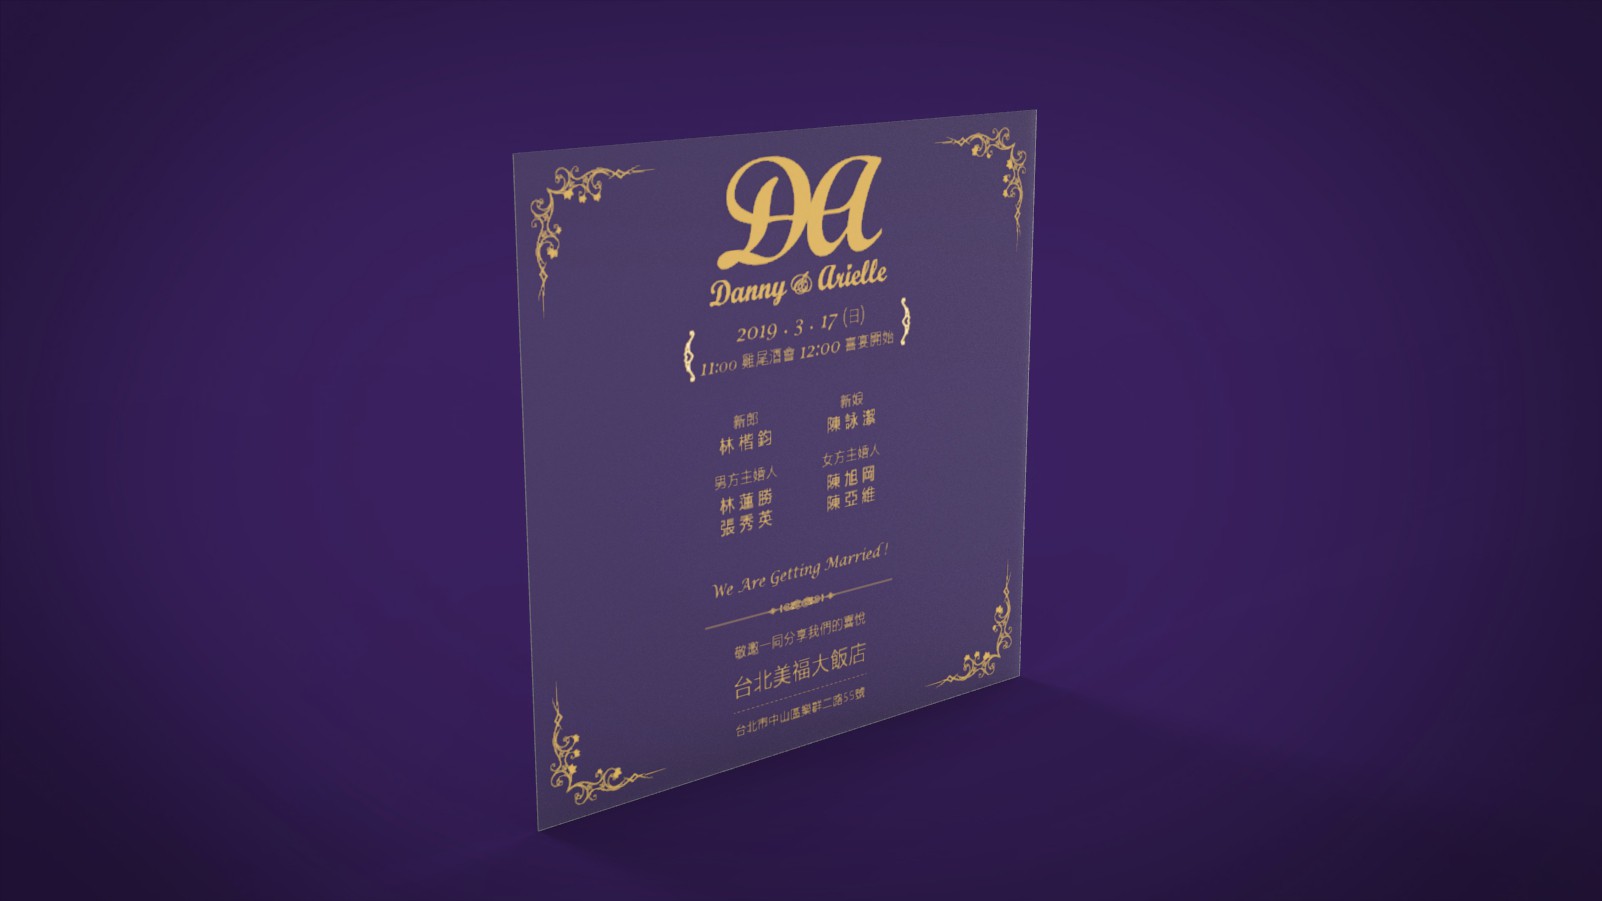 DA
Danny & Arielle
2019 . 3 . 17 (日)
11:00 雞尾酒會 12:00 喜宴開始
新郎
林楷鈞
男方主婚人
林蓮勝
張秀英
新娘
陳詠潔
女方主婚人
陳旭岡
陳亞維
We Are Getting Married !
敬邀一同分享我們的喜悅
台北美福大飯店
台北市中山區樂群二路55號